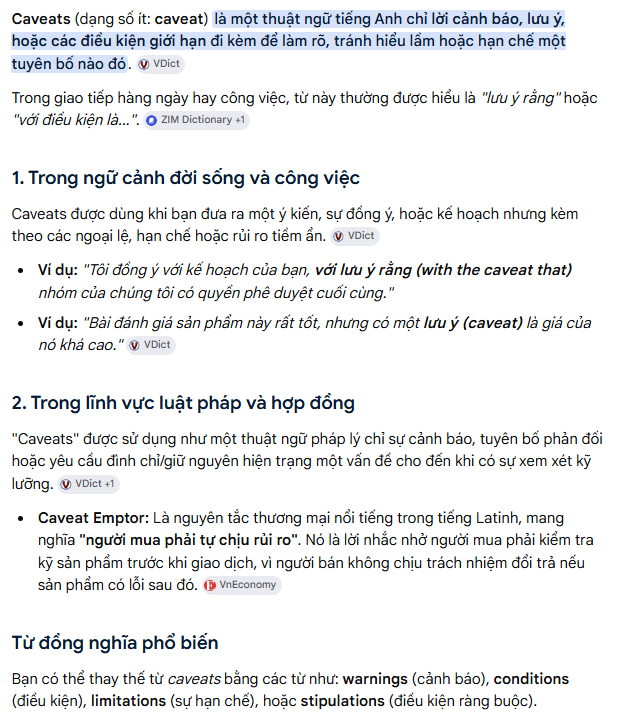 Caveats (dạng số ít: caveat) là một thuật ngữ tiếng Anh chỉ lời cảnh báo, lưu ý,
hoặc các điều kiện giới hạn đi kèm để làm rõ, tránh hiểu lầm hoặc hạn chế một
tuyên bố nào đó. VDict
Trong giao tiếp hàng ngày hay công việc, từ này thường được hiểu là "lưu ý rằng" hoặc
"với điều kiện là...". ZIM Dictionary +1
1. Trong ngữ cảnh đời sống và công việc
Caveats được dùng khi bạn đưa ra một ý kiến, sự đồng ý, hoặc kế hoạch nhưng kèm
theo các ngoại lệ, hạn chế hoặc rủi ro tiềm ẩn. VDict
• Ví dụ: "Tôi đồng ý với kế hoạch của bạn, với lưu ý rằng (with the caveat that)
nhóm của chúng tôi có quyền phê duyệt cuối cùng."
• Ví dụ: "Bài đánh giá sản phẩm này rất tốt, nhưng có một lưu ý (caveat) là giá của
nó khá cao." VDict
2. Trong lĩnh vực luật pháp và hợp đồng
"Caveats" được sử dụng như một thuật ngữ pháp lý chỉ sự cảnh báo, tuyên bố phản đối
hoặc yêu cầu đình chỉ/giữ nguyên hiện trạng một vấn đề cho đến khi có sự xem xét kỹ
lưỡng. VDict +1
• Caveat Emptor: Là nguyên tắc thương mại nổi tiếng trong tiếng Latinh, mang
nghĩa "người mua phải tự chịu rủi ro". Nó là lời nhắc nhở người mua phải kiểm tra
kỹ sản phẩm trước khi giao dịch, vì người bán không chịu trách nhiệm đổi trả nếu
sản phẩm có lỗi sau đó. VnEconomy
Từ đồng nghĩa phổ biến
Bạn có thể thay thế từ caveats bằng các từ như: warnings (cảnh báo), conditions
(điều kiện), limitations (sự hạn chế), hoặc stipulations (điều kiện ràng buộc).